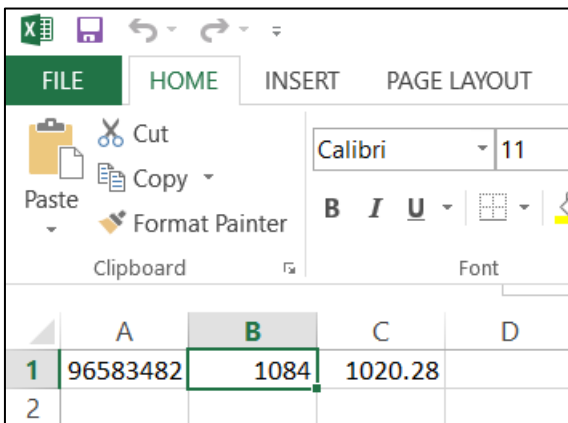 FILE HOME INSERT PAGE LAYOUT
Cut
Calibri 11
Copy
Paste
B I U
Format Painter
Clipboard Font
A B C D
1 96583482 1084 1020.28
2